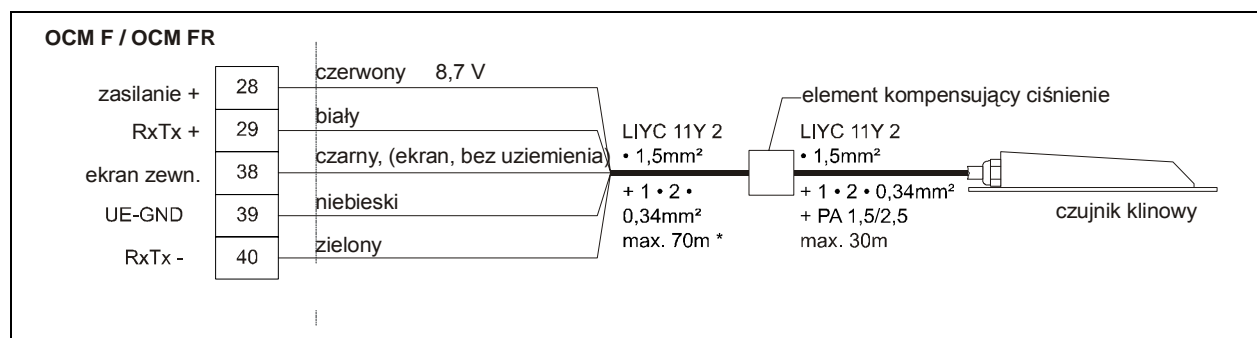 OCM F / OCM FR
zasilanie +
28
czerwony 8,7 V
RxTx +
29
biały
ekran zewn.
38
czarny, (ekran, bez uziemienia)
UE-GND
39
niebieski
RxTx -
40
zielony
LIYC 11Y 2
• 1,5mm²
+ 1 • 2 •
0,34mm²
max. 70m *
element kompensujący ciśnienie
LIYC 11Y 2
• 1,5mm²
+ 1 • 2 • 0,34mm²
+ PA 1,5/2,5
max. 30m
czujnik klinowy